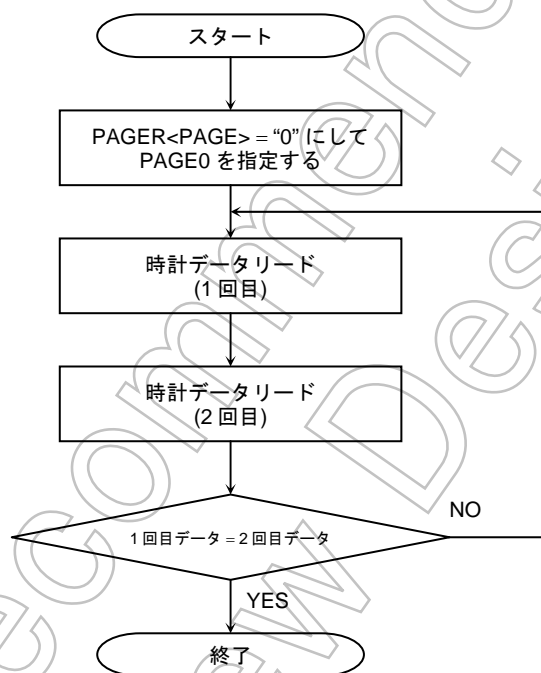 スタート
PAGER<PAGE> = “0” にして
PAGE0 を指定する
時計データリード
(1 回目)
時計データリード
(2 回目)
1 回目データ = 2 回目データ
NO
YES
終了